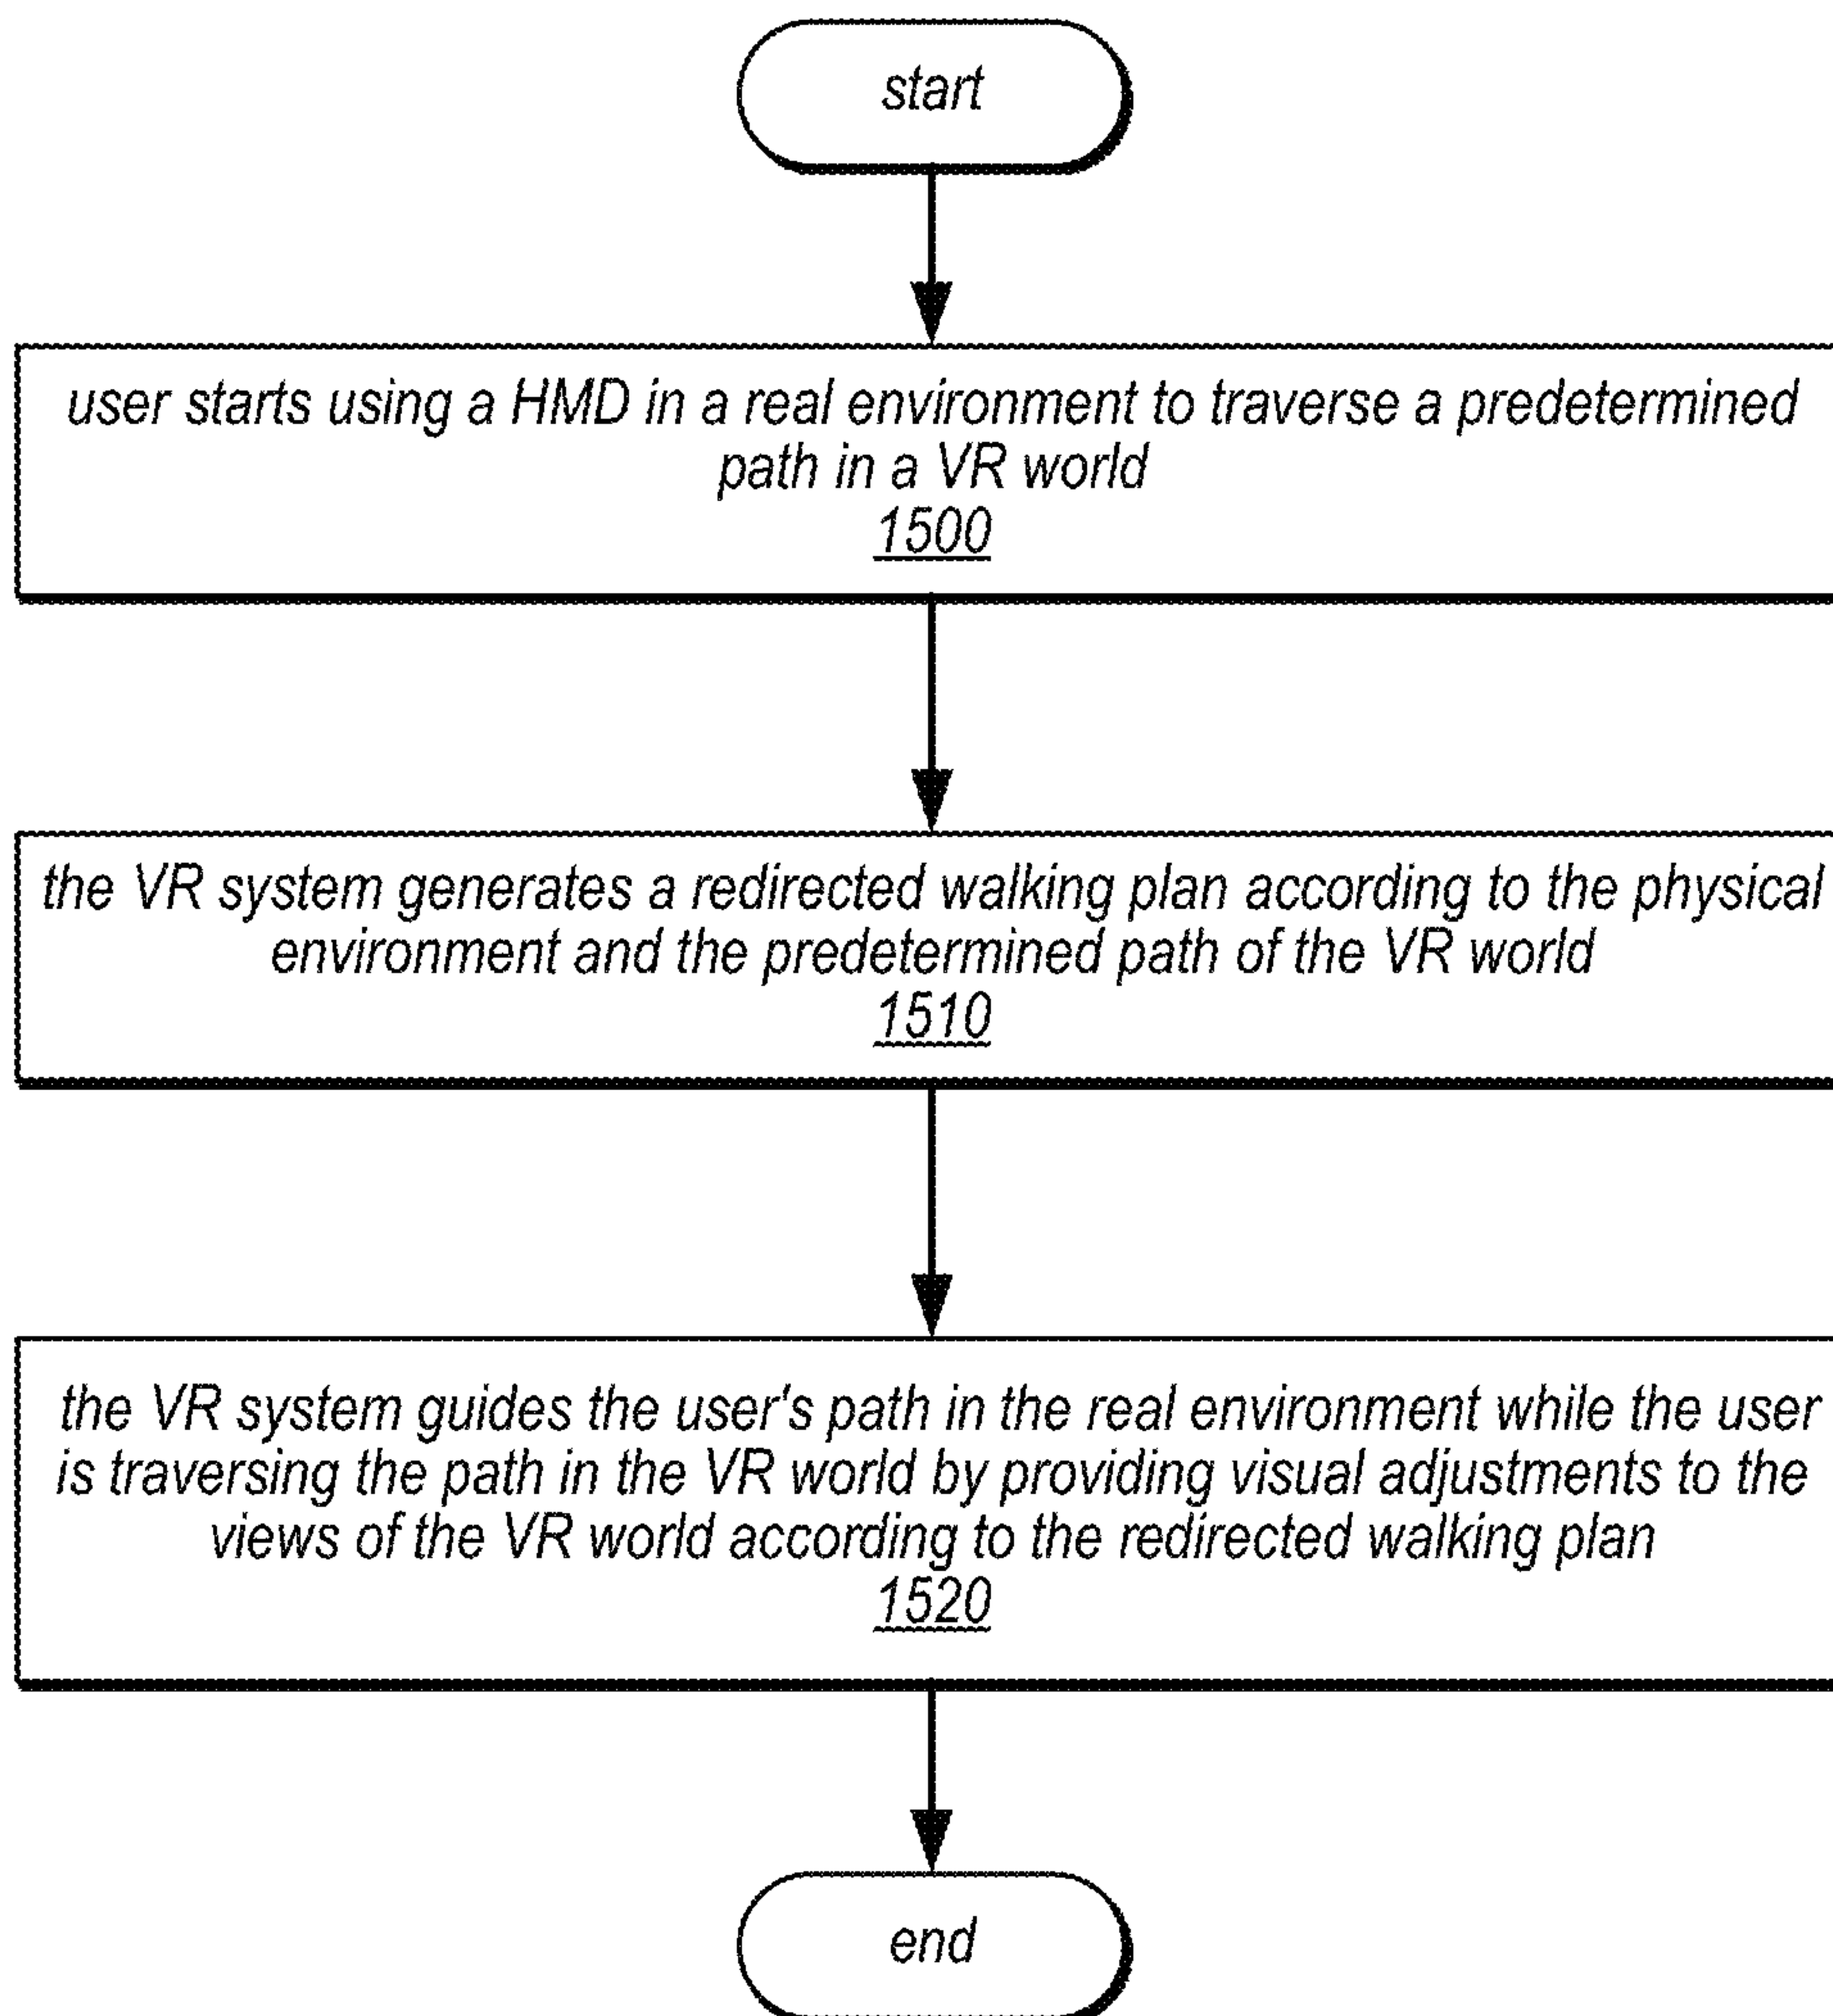 start
user starts using a HMD in a real environment to traverse a predetermined
path in a VR world
1500
the VR system generates a redirected walking plan according to the physical
environment and the predetermined path of the VR world
1510
the VR system guides the user's path in the real environment while the user
is traversing the path in the VR world by providing visual adjustments to the
views of the VR world according to the redirected walking plan
1520
end